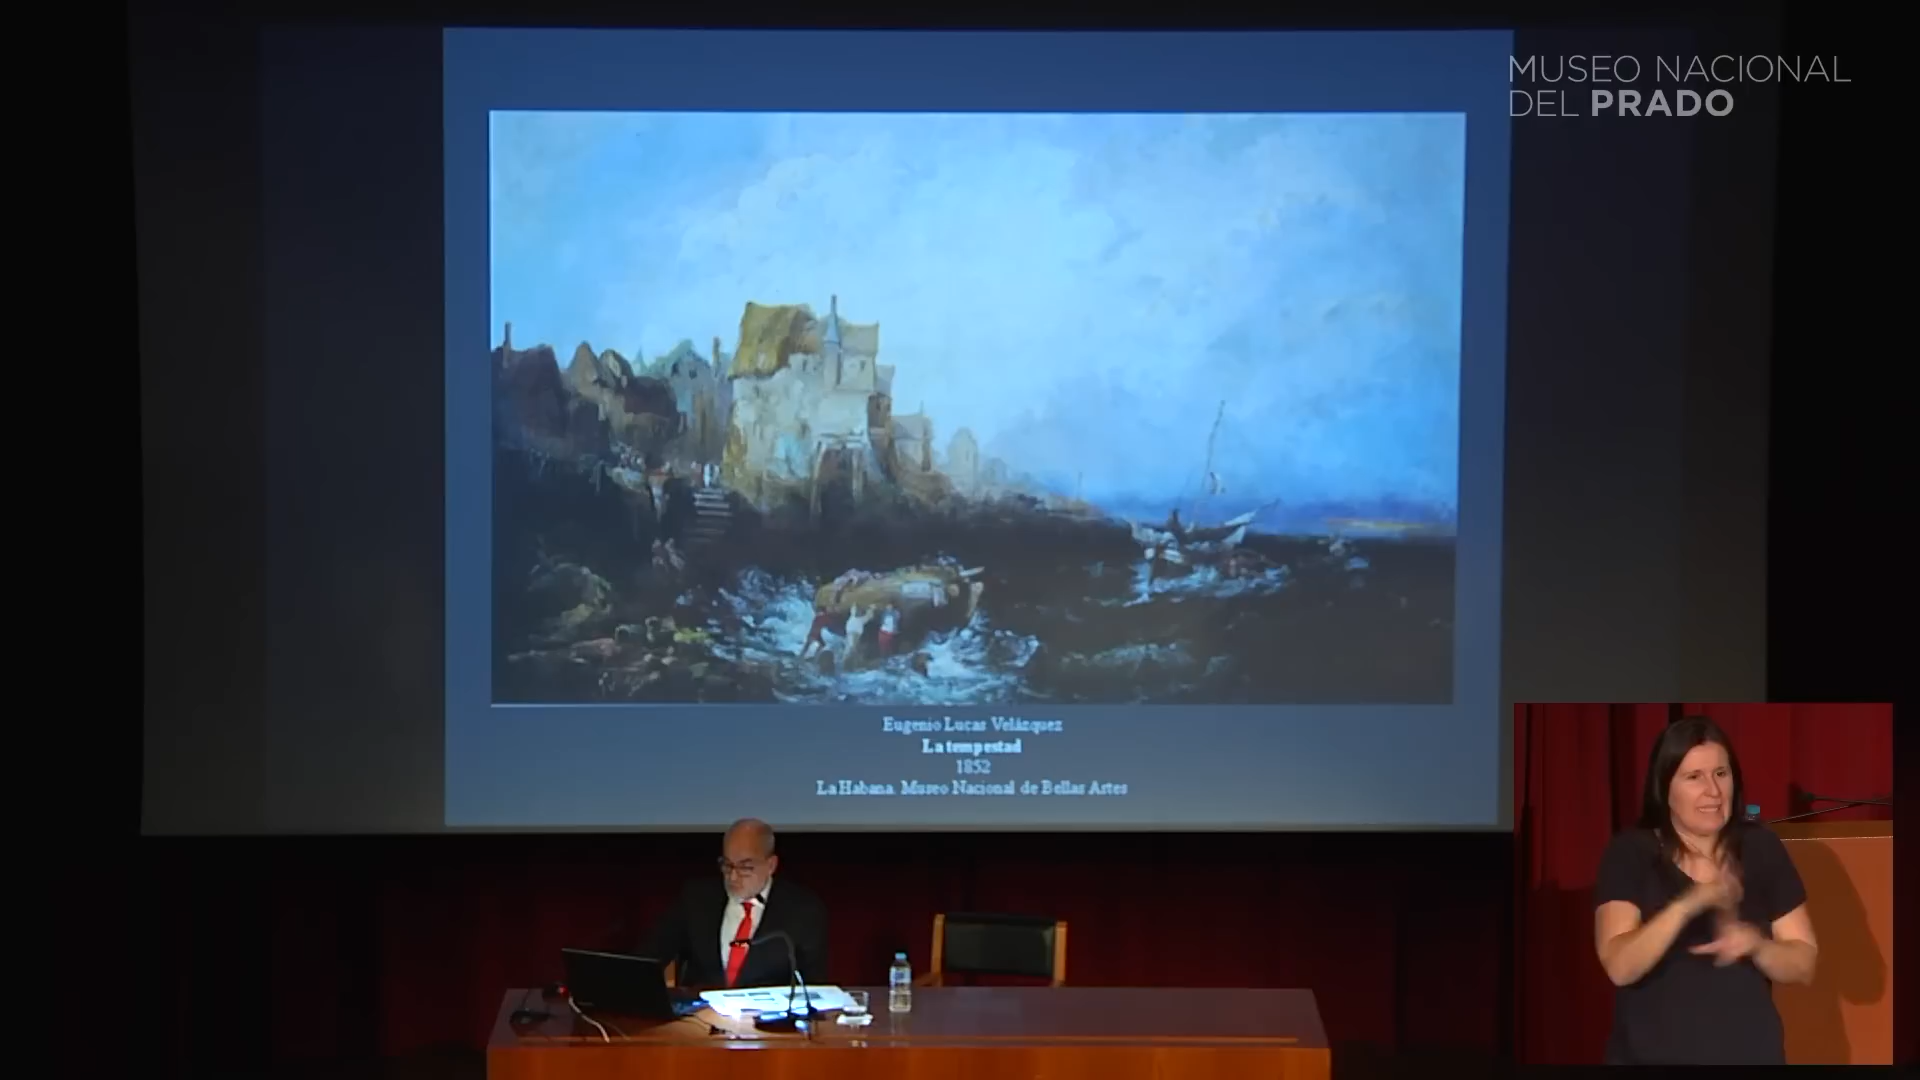 MUSEO NACIONAL
DEL PRADO
Eugenio Lucas Velázquez
La tempestad
1852
La Habana. Museo Nacional de Bellas Artes